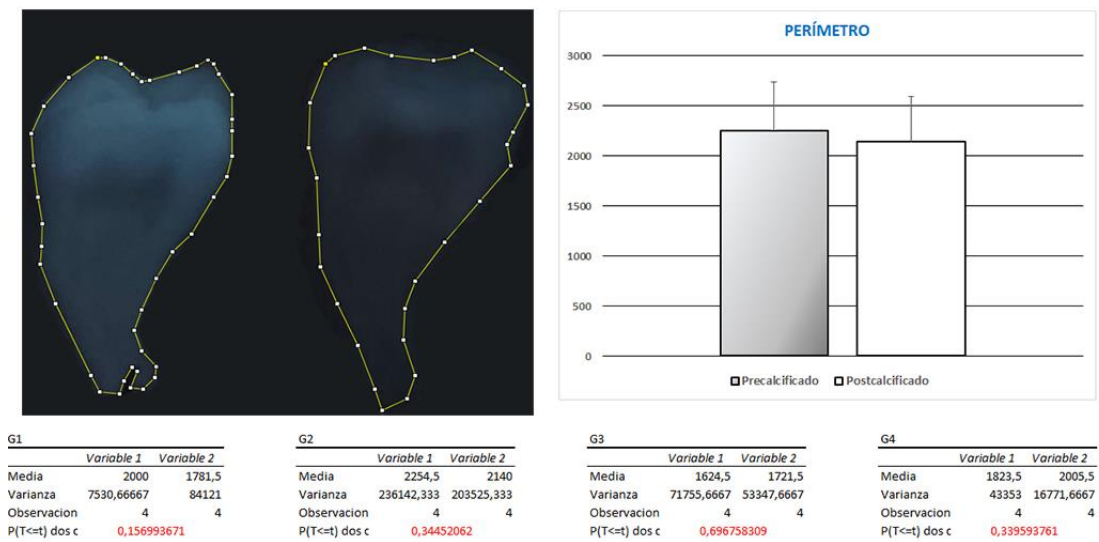 PERÍMETRO
3000
2500
2000
1500
1000
500
0
Precalcificado Postcalcificado
G1
Variable 1 Variable 2
Media 2000 1781,5
Varianza 7530,66667 84121
Observacion 4 4
P(T<=t) dos c 0,156993671
G2
Variable 1 Variable 2
Media 2254,5 2140
Varianza 236142,333 203525,333
Observacion 4 4
P(T<=t) dos c 0,34452062
G3
Variable 1 Variable 2
Media 1624,5 1721,5
Varianza 71755,6667 53347,6667
Observacion 4 4
P(T<=t) dos c 0,696758309
G4
Variable 1 Variable 2
Media 1823,5 2005,5
Varianza 43353 16771,6667
Observacion 4 4
P(T<=t) dos c 0,339593761